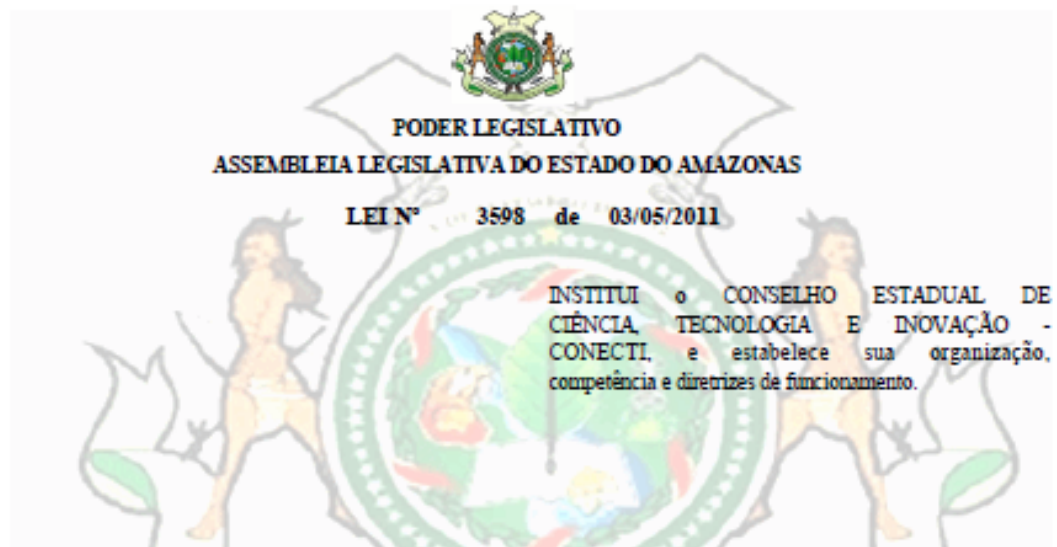 PODER LEGISLATIVO
ASSEMBLEIA LEGISLATIVA DO ESTADO DO AMAZONAS
LEI Nº 3598 de 03/05/2011
INSTITUI o CONSELHO ESTADUAL DE
CIÊNCIA, TECNOLOGIA E INOVAÇÃO -
CONECTI, e estabelece sua organização,
competência e diretrizes de funcionamento.